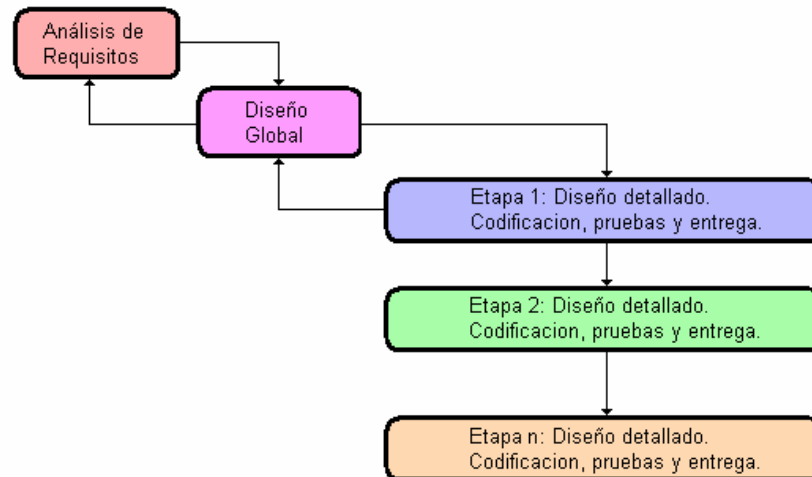 Análisis de
Requisitos
Diseño
Global
Etapa 1: Diseño detallado.
Codificacion, pruebas y entrega.
Etapa 2: Diseño detallado.
Codificacion, pruebas y entrega.
Etapa n: Diseño detallado.
Codificacion, pruebas y entrega.